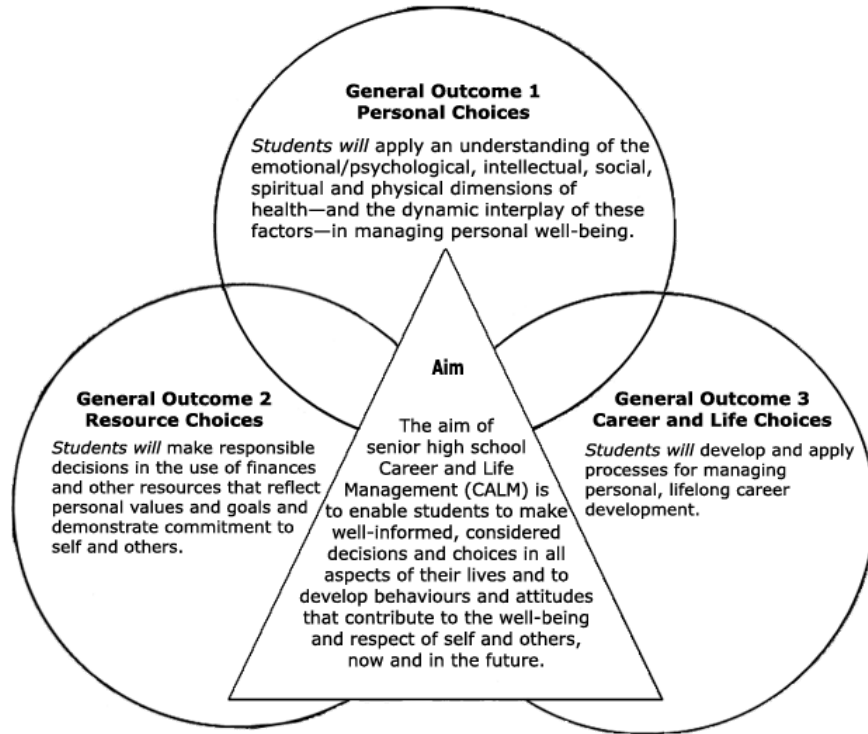 General Outcome 1
Personal Choices
Students will apply an understanding of the
emotional/psychological, intellectual, social,
spiritual and physical dimensions of
health—and the dynamic interplay of these
factors—in managing personal well-being.
Aim
The aim of
senior high school
Career and Life
Management (CALM) is
to enable students to make
well-informed, considered
decisions and choices in all
aspects of their lives and to
develop behaviours and attitudes
that contribute to the well-being
and respect of self and others,
now and in the future.
General Outcome 2
Resource Choices
Students will make responsible
decisions in the use of finances
and other resources that reflect
personal values and goals and
demonstrate commitment to
self and others.
General Outcome 3
Career and Life Choices
Students will develop and apply
processes for managing
personal, lifelong career
development.